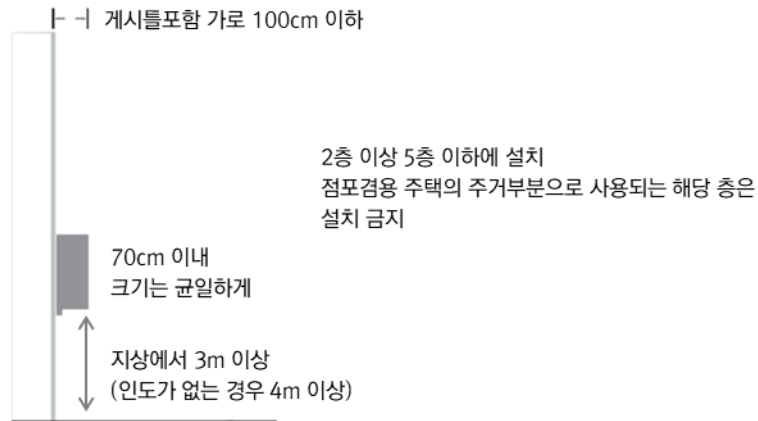 게시틀포함 가로 100cm 이하
2층 이상 5층 이하에 설치
점포겸용 주택의 주거부분으로 사용되는 해당 층은
설치 금지
70cm 이내
크기는 균일하게
지상에서 3m 이상
(인도가 없는 경우 4m 이상)